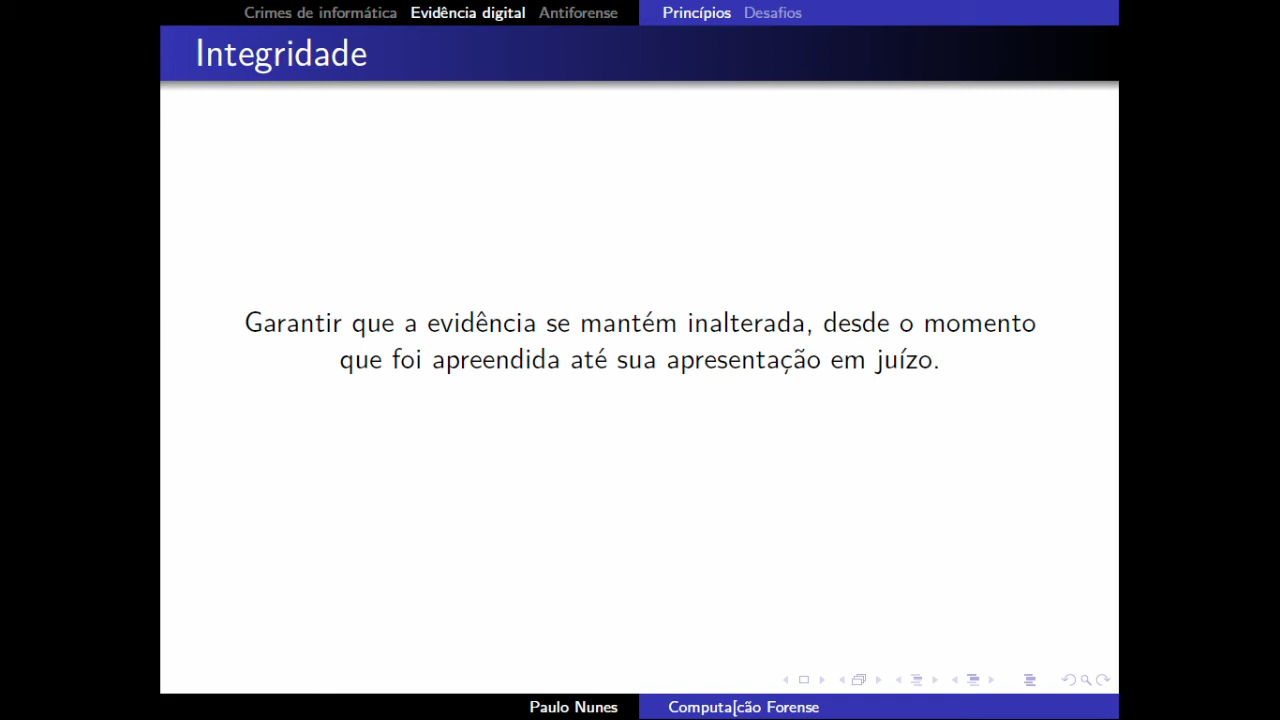 Crimes de informática Evidência digital Antiforense Princípios Desafios
Integridade
Garantir que a evidência se mantém inalterada, desde o momento
que foi apreendida até sua apresentação em juízo.
Paulo Nunes Computa[cão Forense